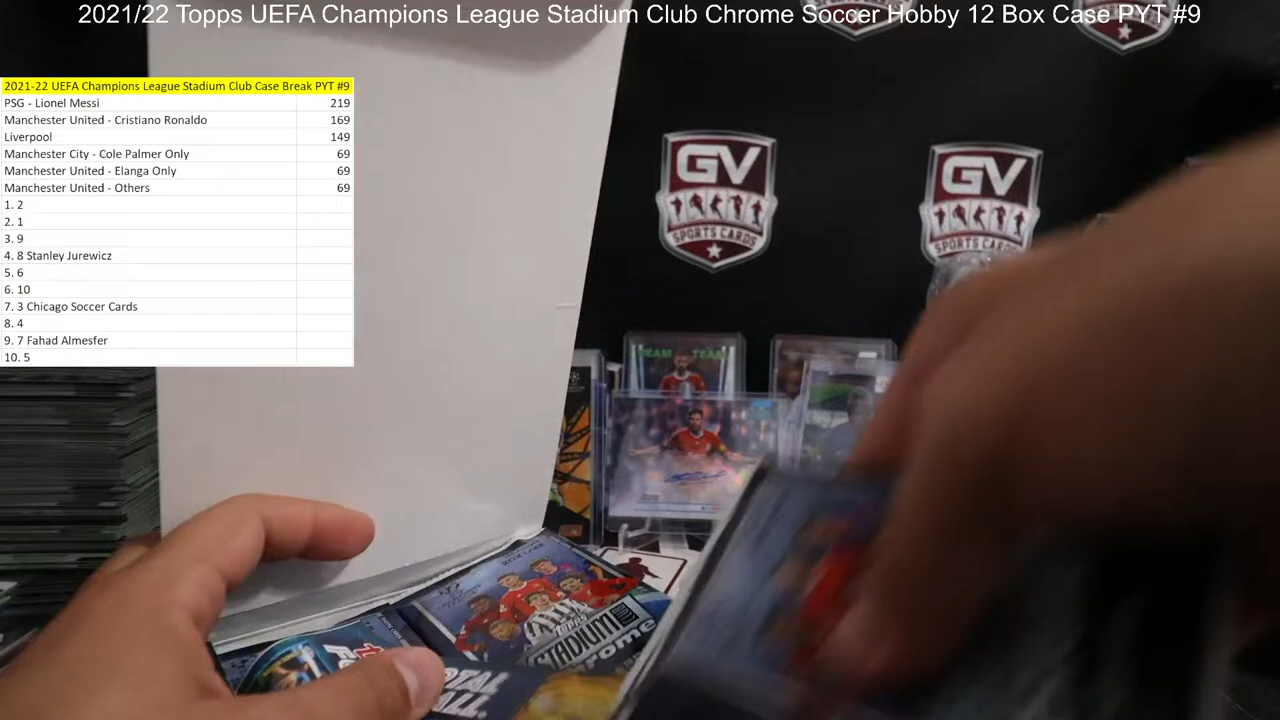 2021/22 Topps UEFA Champions League Stadium Club Chrome Soccer Hobby 12 Box Case PYT #9
2021-22 UEFA Champions League Stadium Club Case Break PYT #9
PSG - Lionel Messi 219
Manchester United - Cristiano Ronaldo 169
Liverpool 149
Manchester City - Cole Palmer Only 69
Manchester United - Elanga Only 69
Manchester United - Others 69
1. 2
2. 1
3. 9
4. 8 Stanley Jurewicz
5. 6
6. 10
7. 3 Chicago Soccer Cards
8. 4
9. 7 Fahad Almesfer
10. 5
GV
SPORTS CARDS
GV
SPORTS CARDS
TEAM TEAM
TOPPS
STADIUM
Chrome